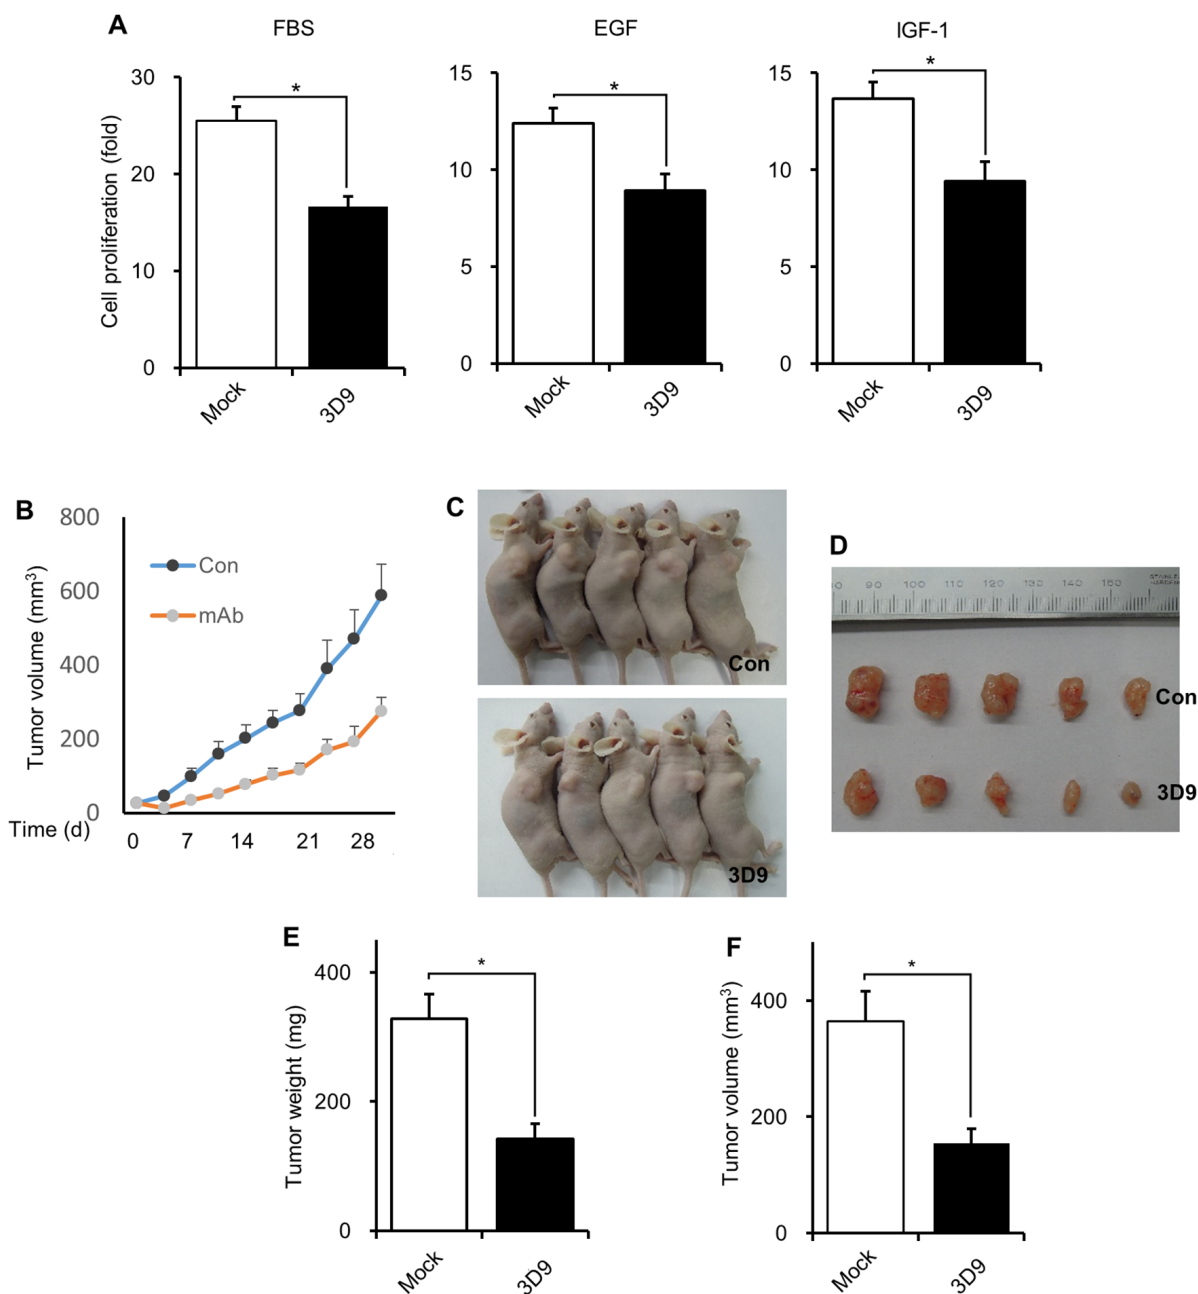 A
FBS
EGF
IGF-1
Cell proliferation (fold)
30
20
10
0
*
Mock
3D9
15
10
5
0
*
Mock
3D9
15
10
5
0
*
Mock
3D9
B
Tumor volume (mm³)
800
600
400
200
0
Con
mAb
Time (d)
0 7 14 21 28
C
Con
3D9
D
90 100 110 120 130 140 150
Con
3D9
E
Tumor weight (mg)
400
200
0
*
Mock
3D9
F
Tumor volume (mm³)
400
200
0
*
Mock
3D9